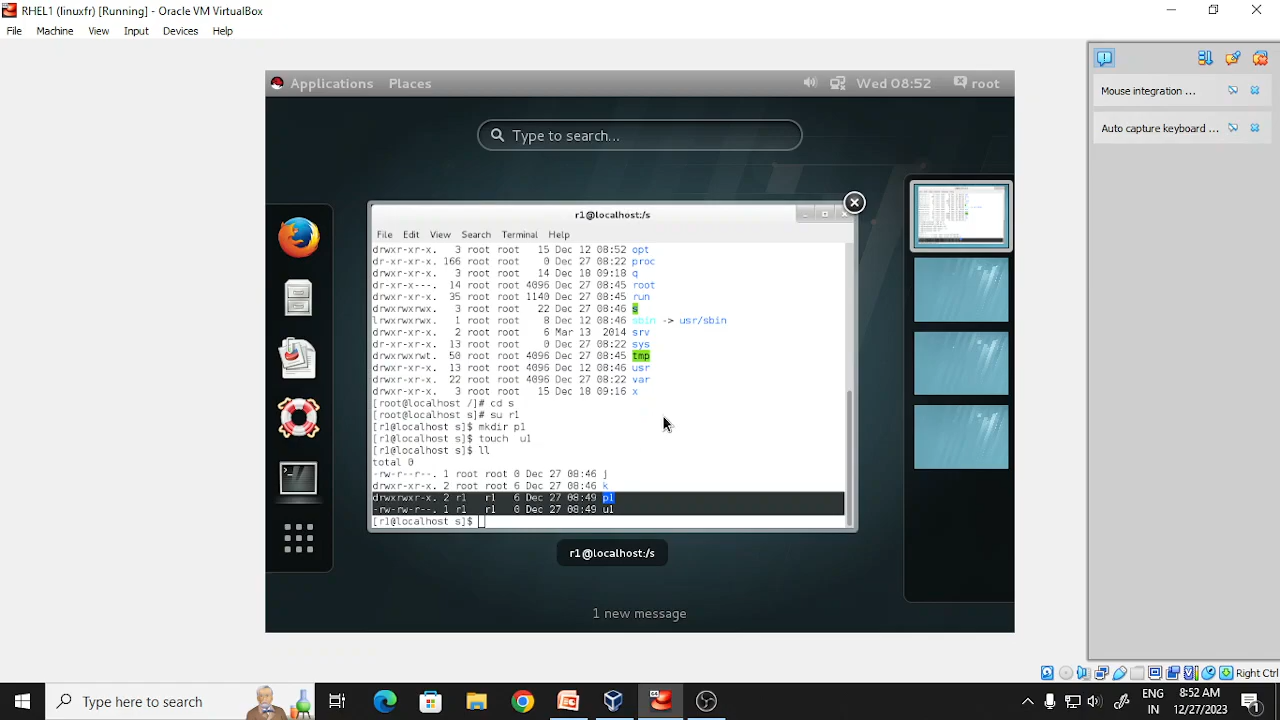 RHEL1 (linuxfr) [Running] - Oracle VM VirtualBox
File Machine View Input Devices Help
Applications Places Wed 08:52 root
Mouse integration ...
Auto capture keyboard ...
Type to search...
r1@localhost:/s
File Edit View Search Terminal Help
drwxr-xr-x. 3 root root 15 Dec 12 08:52 opt
dr-xr-xr-x. 166 root root 0 Dec 27 08:22 proc
drwxr-xr-x. 3 root root 14 Dec 18 09:18 q
dr-xr-x---. 14 root root 4096 Dec 27 08:45 root
drwxr-xr-x. 35 root root 1140 Dec 27 08:45 run
drwxrwxrwx. 3 root root 22 Dec 27 08:46 s
lrwxrwxrwx. 1 root root 8 Dec 12 08:46 sbin -> usr/sbin
drwxr-xr-x. 2 root root 6 Mar 13 2014 srv
dr-xr-xr-x. 13 root root 0 Dec 27 08:22 sys
drwxrwxrwt. 50 root root 4096 Dec 27 08:45 tmp
drwxr-xr-x. 13 root root 4096 Dec 12 08:46 usr
drwxr-xr-x. 22 root root 4096 Dec 27 08:22 var
drwxr-xr-x. 3 root root 15 Dec 18 09:16 x
[root@localhost /]# cd s
[root@localhost s]# su r1
[r1@localhost s]$ mkdir p1
[r1@localhost s]$ touch u1
[r1@localhost s]$ ll
total 0
-rw-r--r--. 1 root root 0 Dec 27 08:46 j
drwxr-xr-x. 2 root root 6 Dec 27 08:46 k
drwxrwxr-x. 2 r1 r1 6 Dec 27 08:49 p1
-rw-rw-r--. 1 r1 r1 0 Dec 27 08:49 u1
[r1@localhost s]$
r1@localhost:/s
1 new message
Right Ctrl
Type here to search
ENG
IN
8:52 AM
12/27/2023
1